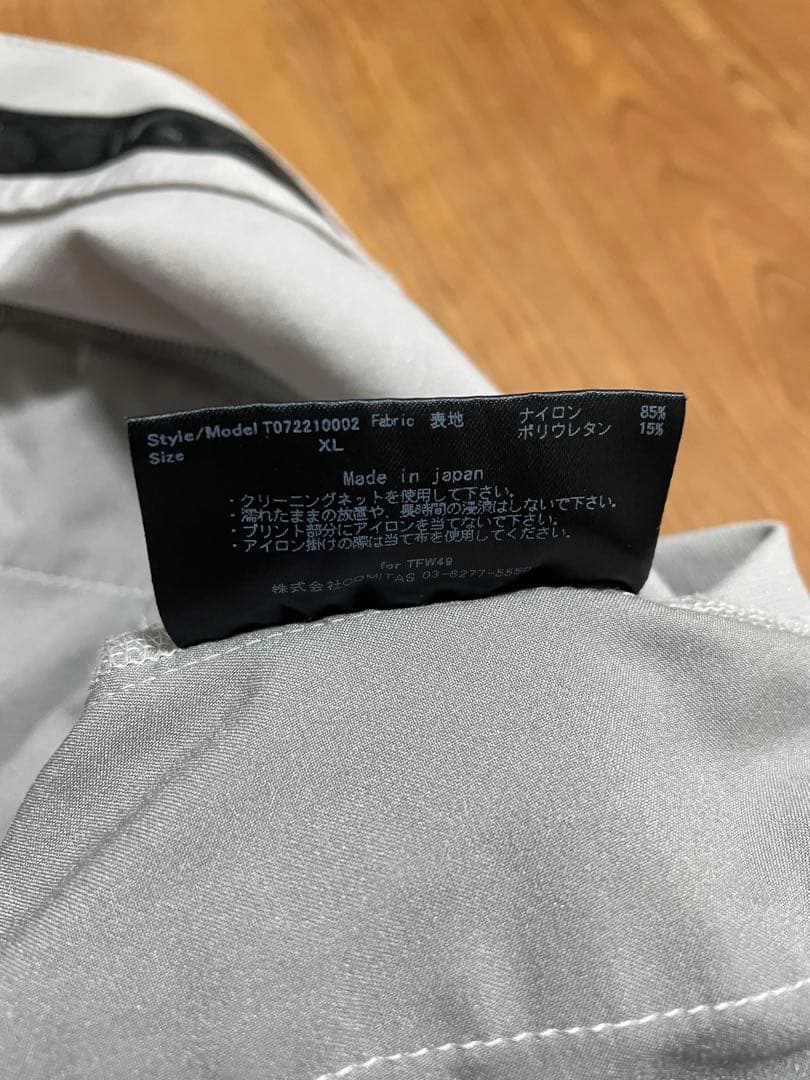 Style/Model T072210002 Fabric 表地 ナイロン 85%
Size XL ポリウレタン 15%
Made in japan
・クリーニングネットを使用して下さい。
・濡れたままの放置や、長時間の浸漬はしないで下さい。
・プリント部分にアイロンを当てないで下さい。
・アイロン掛けの際は当て布を使用してください。
for TFW49
株式会社COMITAS 03-6277-5550